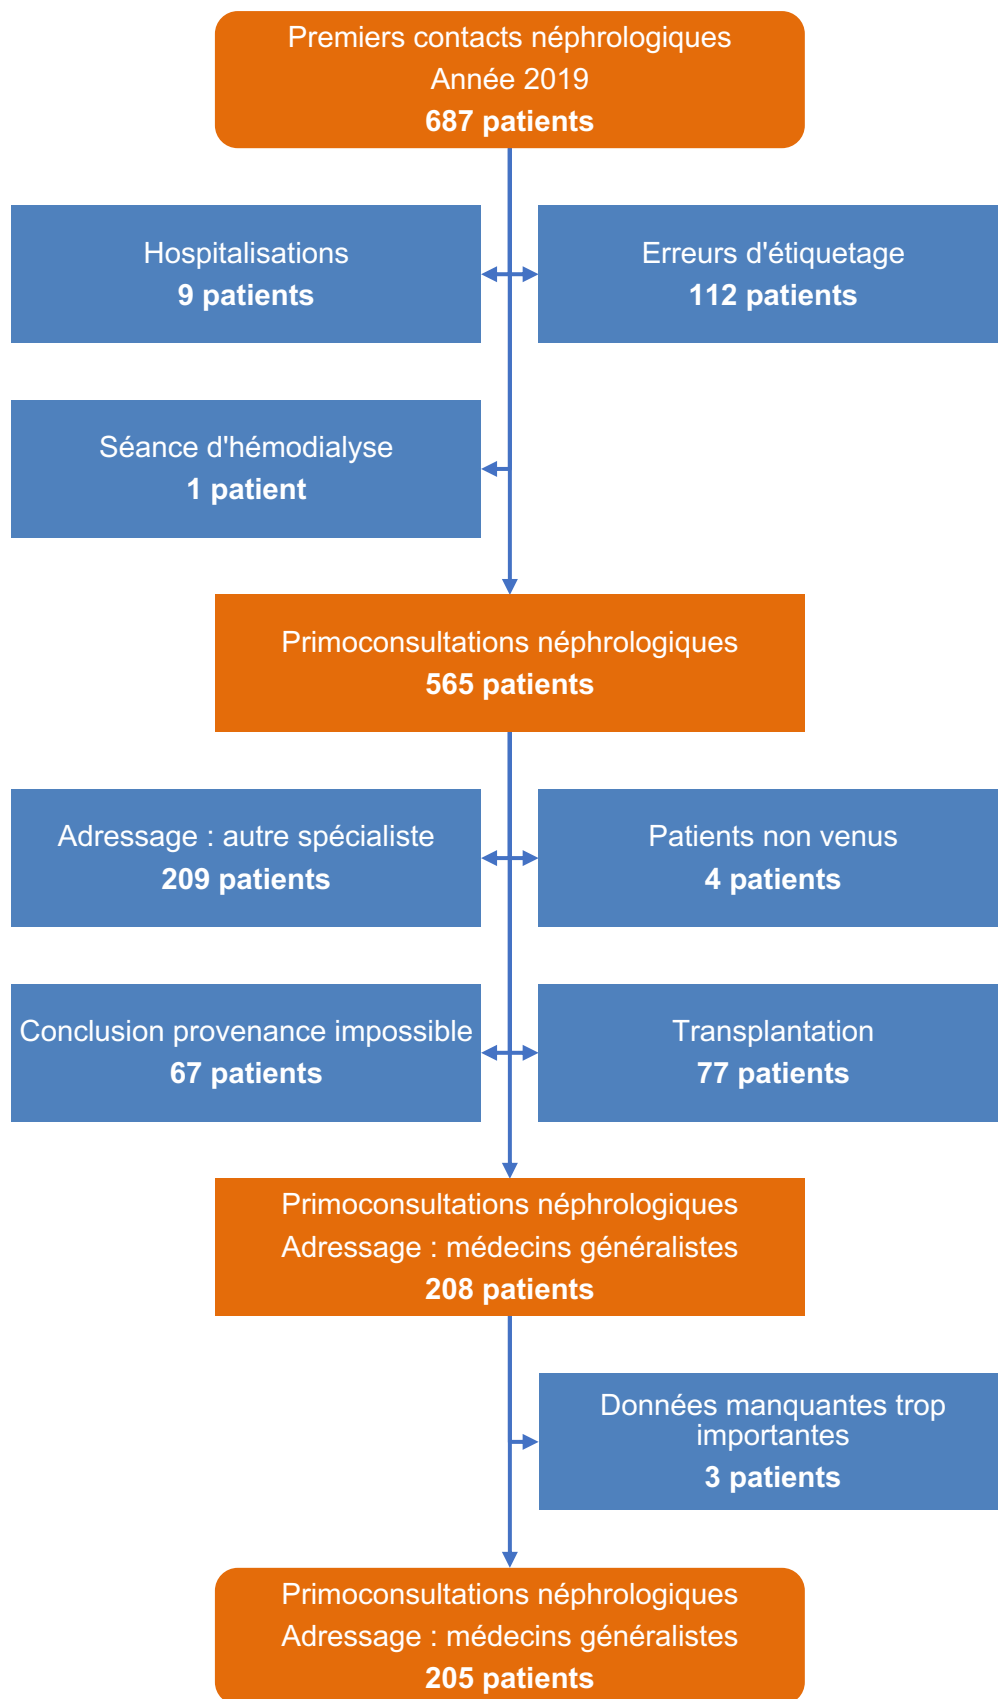 Premiers contacts néphrologiques
Année 2019
687 patients
Hospitalisations
9 patients
Erreurs d'étiquetage
112 patients
Séance d'hémodialyse
1 patient
Primoconsultations néphrologiques
565 patients
Adressage : autre spécialiste
209 patients
Patients non venus
4 patients
Conclusion provenance impossible
67 patients
Transplantation
77 patients
Primoconsultations néphrologiques
Adressage : médecins généralistes
208 patients
Données manquantes trop
importantes
3 patients
Primoconsultations néphrologiques
Adressage : médecins généralistes
205 patients